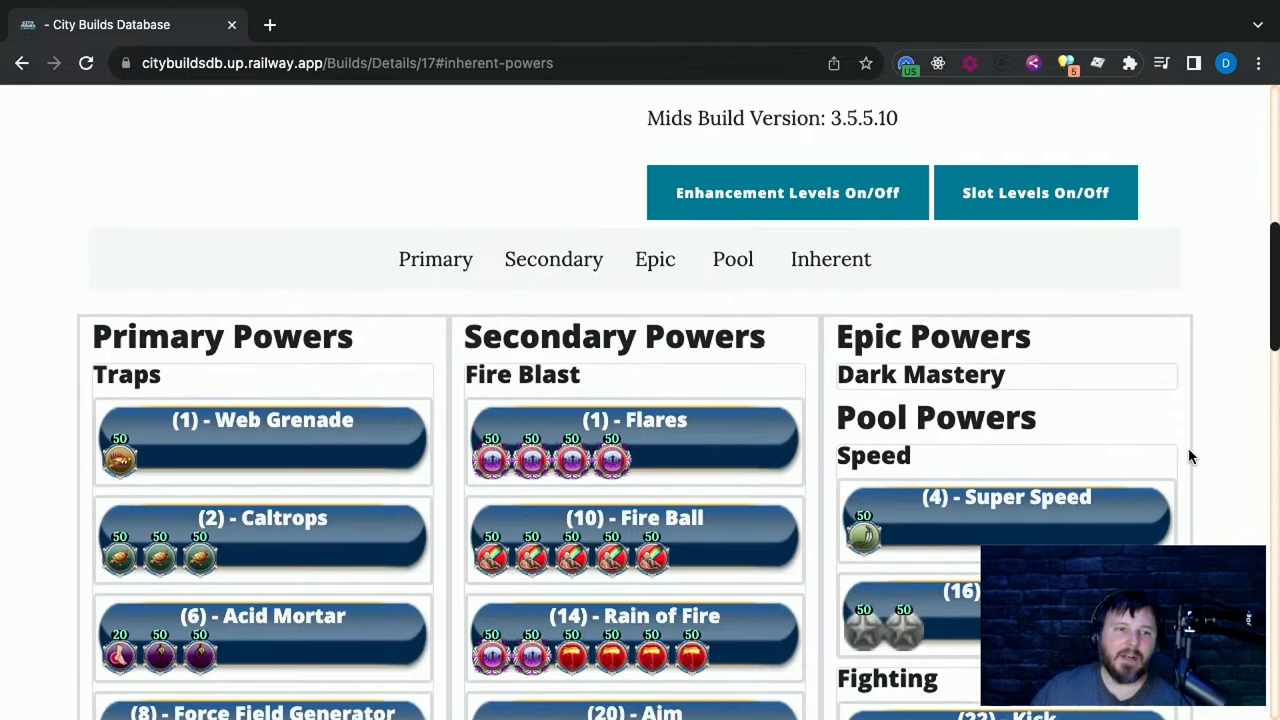 - City Builds Database
citybuildsdb.up.railway.app/Builds/Details/17#inherent-powers
US
5
D
Mids Build Version: 3.5.5.10
Enhancement Levels On/Off
Slot Levels On/Off
Primary
Secondary
Epic
Pool
Inherent
Primary Powers
Traps
(1) - Web Grenade
50
(2) - Caltrops
50 50 50
(6) - Acid Mortar
20 50 50
(8) - Force Field Generator
Secondary Powers
Fire Blast
(1) - Flares
50 50 50 50
(10) - Fire Ball
50 50 50 50 50
(14) - Rain of Fire
50 50 50 50 50 50
(20) - Aim
Epic Powers
Dark Mastery
Pool Powers
Speed
(4) - Super Speed
50
(16)
50 50
Fighting
(22) - Kick